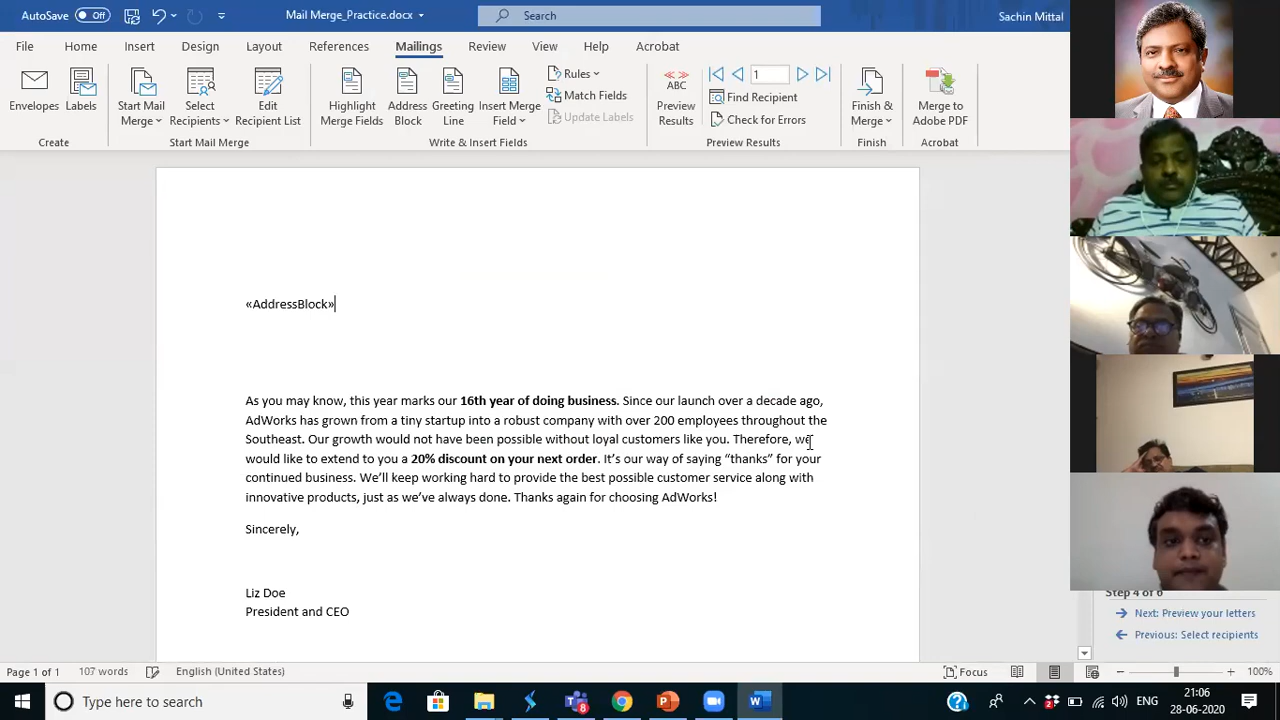 AutoSave Off Mail Merge_Practice.docx Search Sachin Mittal
File Home Insert Design Layout References Mailings Review View Help Acrobat
Envelopes Labels Start Mail Merge Select Recipients Edit Recipient List Highlight Merge Fields Address Block Greeting Line Insert Merge Field Rules Match Fields Update Labels ABC Preview Results 1 Find Recipient Check for Errors Finish & Merge Merge to Adobe PDF
Create Start Mail Merge Write & Insert Fields Preview Results Finish Acrobat
«AddressBlock»
As you may know, this year marks our 16th year of doing business. Since our launch over a decade ago,
AdWorks has grown from a tiny startup into a robust company with over 200 employees throughout the
Southeast. Our growth would not have been possible without loyal customers like you. Therefore, we
would like to extend to you a 20% discount on your next order. It’s our way of saying “thanks” for your
continued business. We’ll keep working hard to provide the best possible customer service along with
innovative products, just as we’ve always done. Thanks again for choosing AdWorks!
Sincerely,
Liz Doe
President and CEO
Step 4 of 6
Next: Preview your letters
Previous: Select recipients
Page 1 of 1 107 words English (United States) Focus 100%
Type here to search 8 W 2 ENG 21:06
28-06-2020